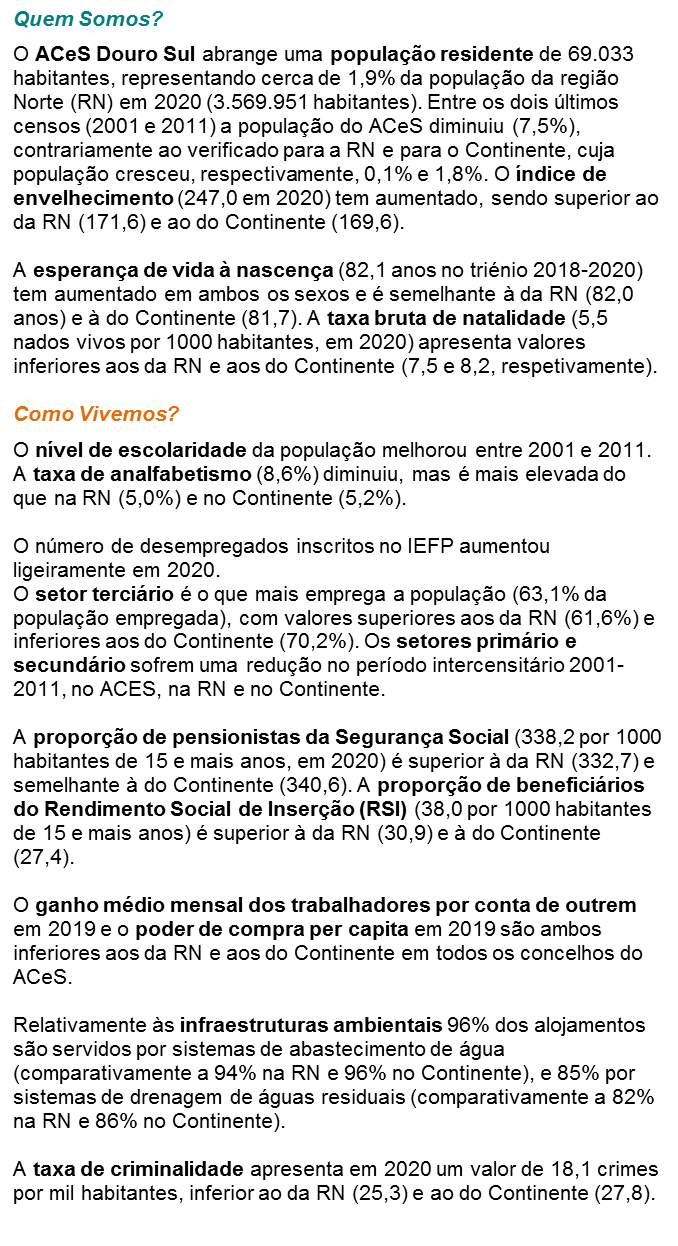 Quem Somos?
O ACeS Douro Sul abrange uma população residente de 69.033
habitantes, representando cerca de 1,9% da população da região
Norte (RN) em 2020 (3.569.951 habitantes). Entre os dois últimos
censos (2001 e 2011) a população do ACeS diminuiu (7,5%),
contrariamente ao verificado para a RN e para o Continente, cuja
população cresceu, respectivamente, 0,1% e 1,8%. O índice de
envelhecimento (247,0 em 2020) tem aumentado, sendo superior ao
da RN (171,6) e ao do Continente (169,6).
A esperança de vida à nascença (82,1 anos no triénio 2018-2020)
tem aumentado em ambos os sexos e é semelhante à da RN (82,0
anos) e à do Continente (81,7). A taxa bruta de natalidade (5,5
nados vivos por 1000 habitantes, em 2020) apresenta valores
inferiores aos da RN e aos do Continente (7,5 e 8,2, respetivamente).
Como Vivemos?
O nível de escolaridade da população melhorou entre 2001 e 2011.
A taxa de analfabetismo (8,6%) diminuiu, mas é mais elevada do
que na RN (5,0%) e no Continente (5,2%).
O número de desempregados inscritos no IEFP aumentou
ligeiramente em 2020.
O setor terciário é o que mais emprega a população (63,1% da
população empregada), com valores superiores aos da RN (61,6%) e
inferiores aos do Continente (70,2%). Os setores primário e
secundário sofrem uma redução no período intercensitário 2001-
2011, no ACES, na RN e no Continente.
A proporção de pensionistas da Segurança Social (338,2 por 1000
habitantes de 15 e mais anos, em 2020) é superior à da RN (332,7) e
semelhante à do Continente (340,6). A proporção de beneficiários
do Rendimento Social de Inserção (RSI) (38,0 por 1000 habitantes
de 15 e mais anos) é superior à da RN (30,9) e à do Continente
(27,4).
O ganho médio mensal dos trabalhadores por conta de outrem
em 2019 e o poder de compra per capita em 2019 são ambos
inferiores aos da RN e aos do Continente em todos os concelhos do
ACeS.
Relativamente às infraestruturas ambientais 96% dos alojamentos
são servidos por sistemas de abastecimento de água
(comparativamente a 94% na RN e 96% no Continente), e 85% por
sistemas de drenagem de águas residuais (comparativamente a 82%
na RN e 86% no Continente).
A taxa de criminalidade apresenta em 2020 um valor de 18,1 crimes
por mil habitantes, inferior ao da RN (25,3) e ao do Continente (27,8).